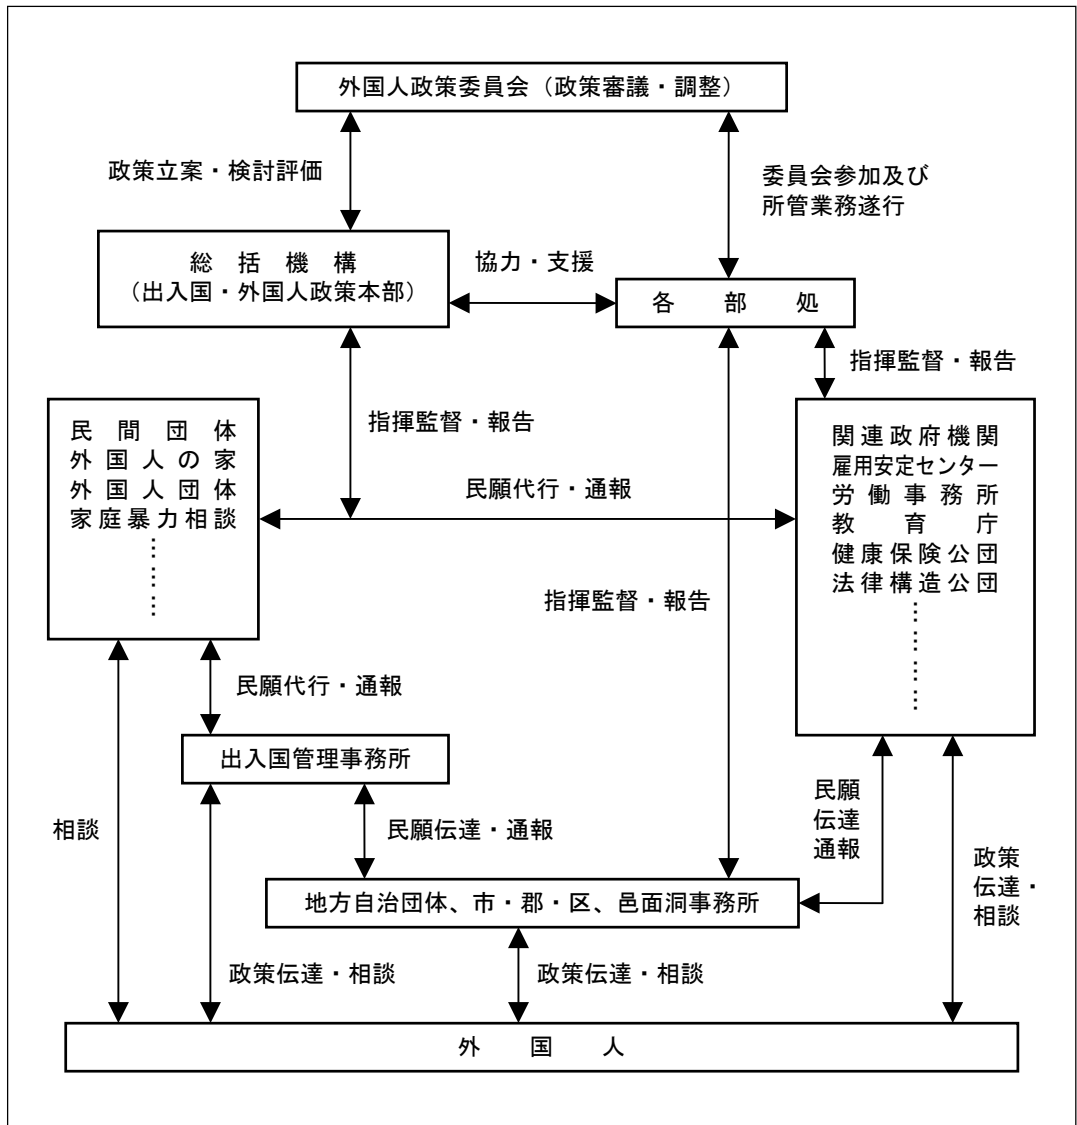 外国人政策委員会（政策審議・調整）
政策立案・検討評価
委員会参加及び
所管業務遂行
総括機構
（出入国・外国人政策本部）
協力・支援
各部処
指揮監督・報告
指揮監督・報告
民間団体
外国人の家
外国人団体
家庭暴力相談
………
民願代行・通報
関連政府機関
雇用安定センター
労働事務所
教育庁
健康保険公団
法律構造公団
…………
指揮監督・報告
民願代行・通報
出入国管理事務所
相談
民願伝達・通報
民願
伝達
通報
政策
伝達・
相談
地方自治団体、市・郡・区、邑面洞事務所
政策伝達・相談
政策伝達・相談
外国人